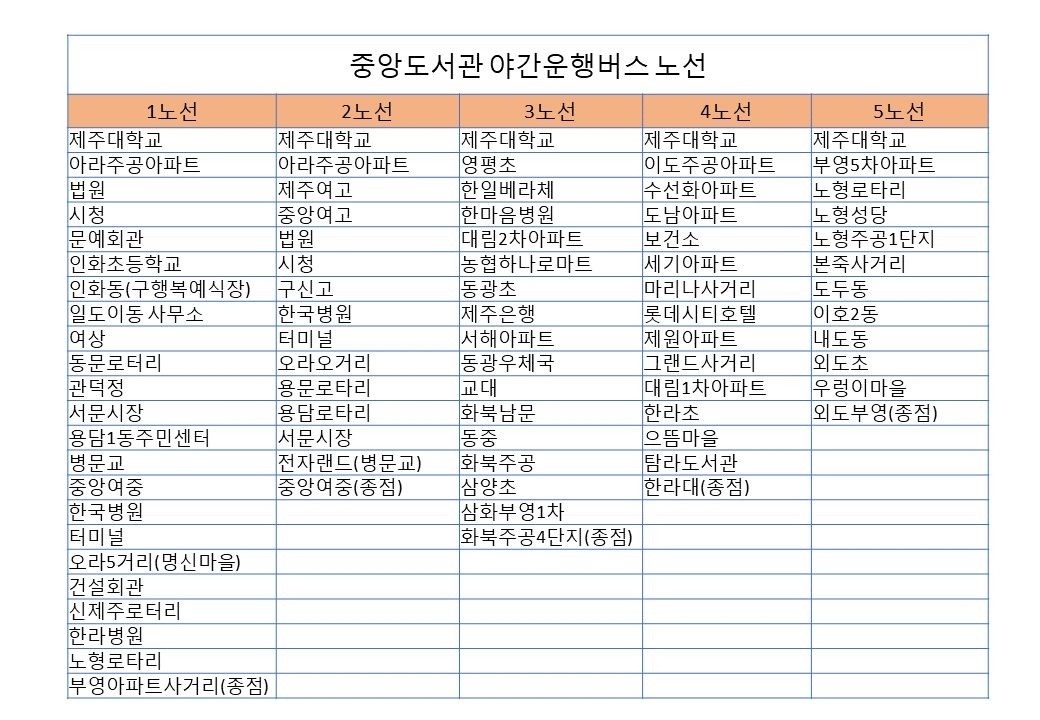 중앙도서관 야간운행버스 노선
1노선 2노선 3노선 4노선 5노선
제주대학교 제주대학교 제주대학교 제주대학교 제주대학교
아라주공아파트 아라주공아파트 영평초 이도주공아파트 부영5차아파트
법원 제주여고 한일베라체 수선화아파트 노형로타리
시청 중앙여고 한마음병원 도남아파트 노형성당
문예회관 법원 대림2차아파트 보건소 노형주공1단지
인화초등학교 시청 농협하나로마트 세기아파트 본죽사거리
인화동(구행복예식장) 구신고 동광초 마리나사거리 도두동
일도이동 사무소 한국병원 제주은행 롯데시티호텔 이호2동
여상 터미널 서해아파트 제원아파트 내도동
동문로터리 오라오거리 동광우체국 그랜드사거리 외도초
관덕정 용문로타리 교대 대림1차아파트 우렁이마을
서문시장 용담로타리 화북남문 한라초 외도부영(종점)
용담1동주민센터 서문시장 동중 으뜸마을
병문교 전자랜드(병문교) 화북주공 탐라도서관
중앙여중 중앙여중(종점) 삼양초 한라대(종점)
한국병원 삼화부영1차
터미널 화북주공4단지(종점)
오라5거리(명신마을)
건설회관
신제주로터리
한라병원
노형로타리
부영아파트사거리(종점)